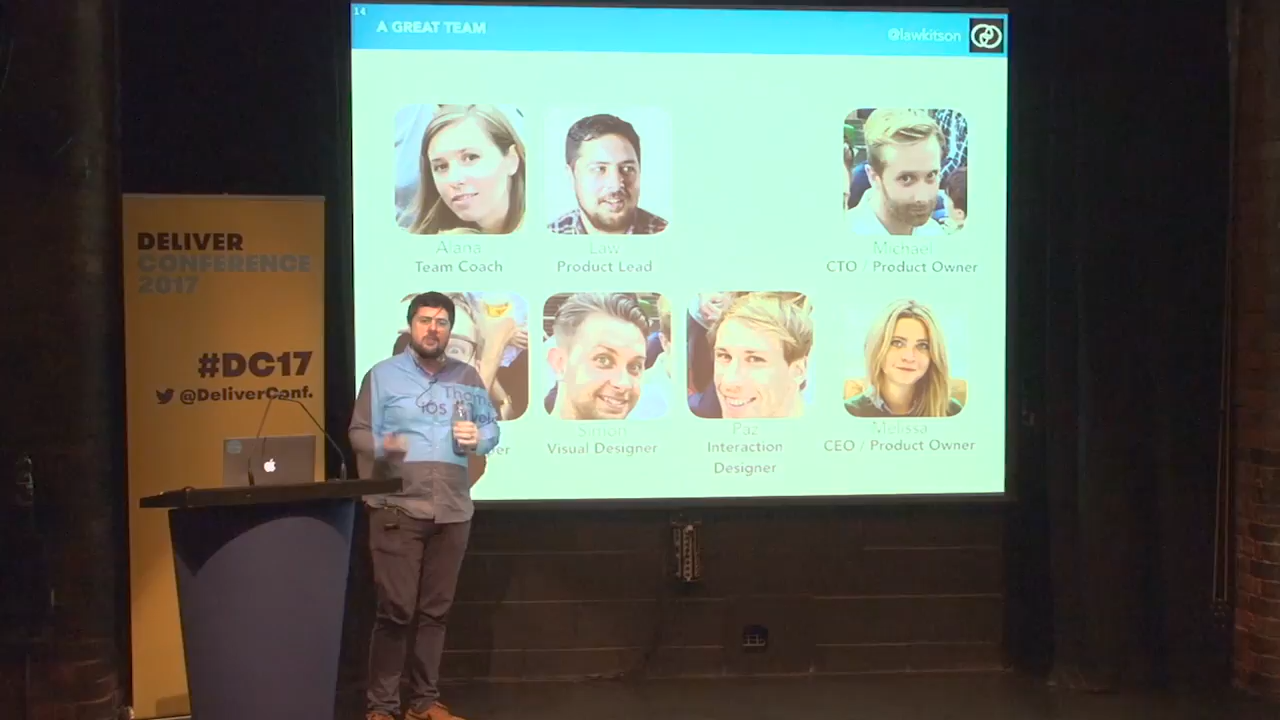 14
A GREAT TEAM
@lawkitson
Alana
Team Coach
Law
Product Lead
Michael
CTO / Product Owner
iOS
Simon
Visual Designer
Paz
Interaction
Designer
Melissa
CEO / Product Owner
DELIVER
CONFERENCE
2017
#DC17
@DeliverConf.